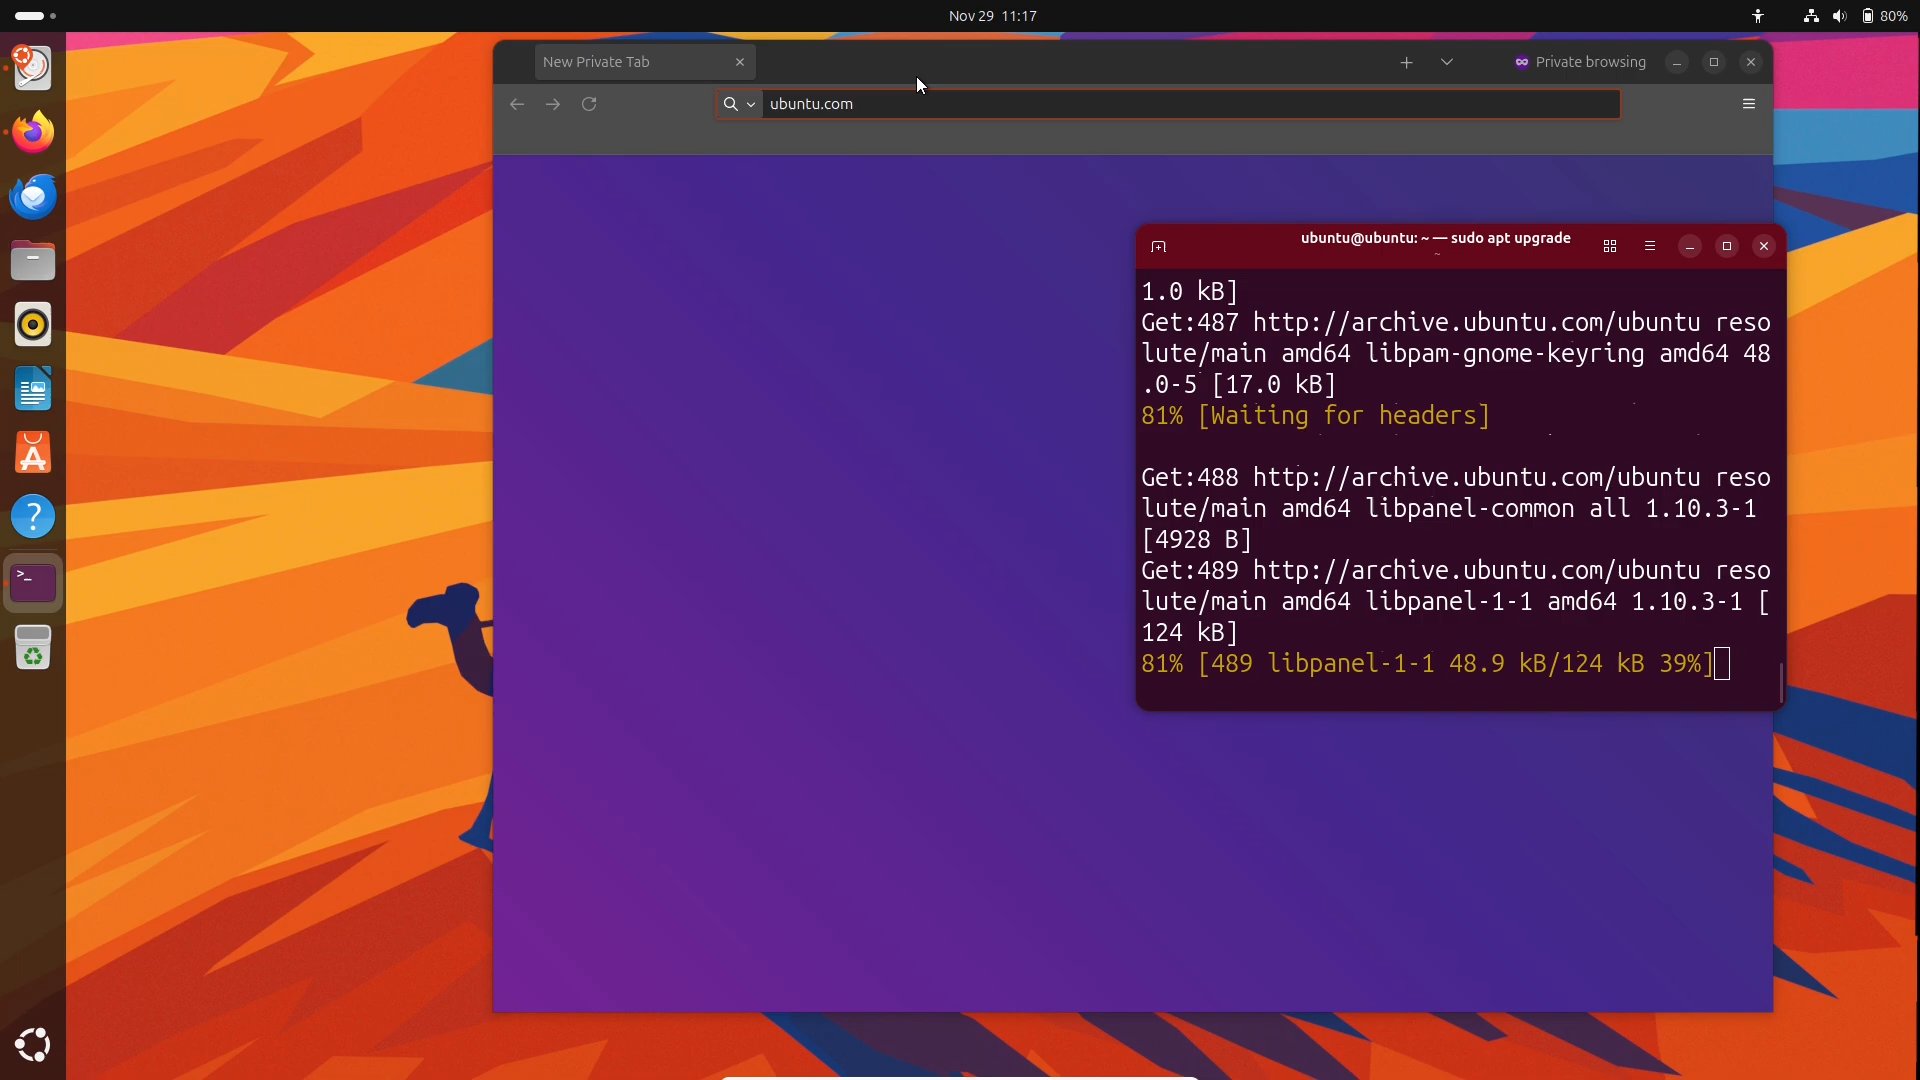 Nov 29 11:17
80%
New Private Tab
Private browsing
ubuntu.com
ubuntu@ubuntu: ~ — sudo apt upgrade
~
1.0 kB]
Get:487 http://archive.ubuntu.com/ubuntu reso
lute/main amd64 libpam-gnome-keyring amd64 48
.0-5 [17.0 kB]
81% [Waiting for headers]
Get:488 http://archive.ubuntu.com/ubuntu reso
lute/main amd64 libpanel-common all 1.10.3-1
[4928 B]
Get:489 http://archive.ubuntu.com/ubuntu reso
lute/main amd64 libpanel-1-1 amd64 1.10.3-1 [
124 kB]
81% [489 libpanel-1-1 48.9 kB/124 kB 39%]